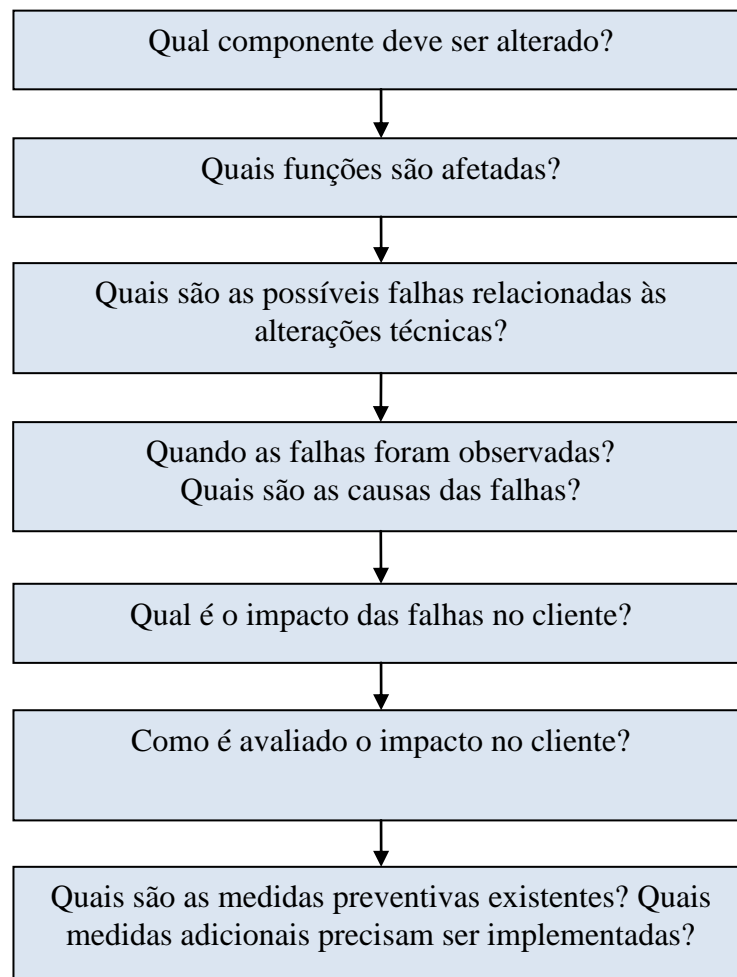 Qual componente deve ser alterado?
Quais funções são afetadas?
Quais são as possíveis falhas relacionadas às
alterações técnicas?
Quando as falhas foram observadas?
Quais são as causas das falhas?
Qual é o impacto das falhas no cliente?
Como é avaliado o impacto no cliente?
Quais são as medidas preventivas existentes? Quais
medidas adicionais precisam ser implementadas?